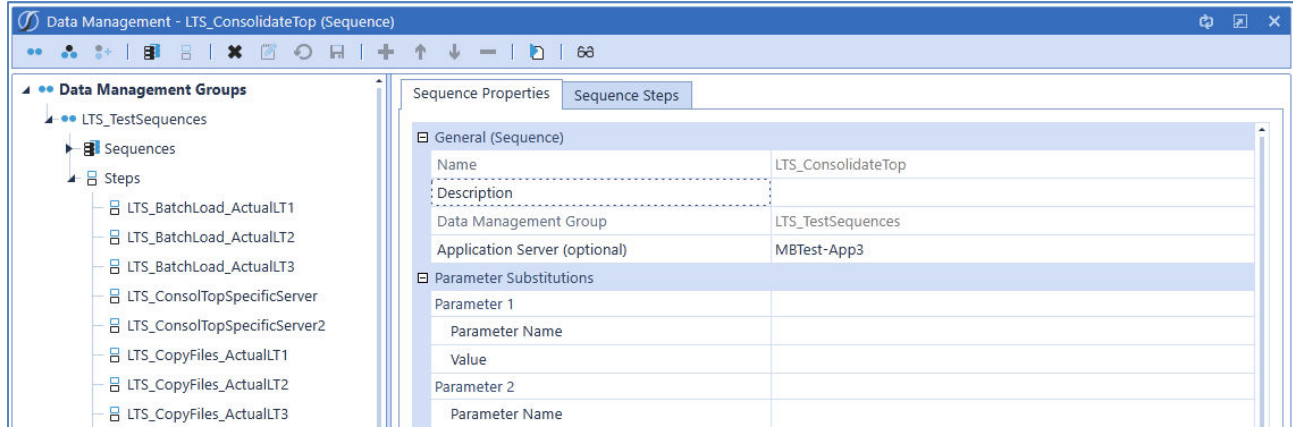 Data Management - LTS_ConsolidateTop (Sequence)
Data Management Groups
LTS_TestSequences
Sequences
Steps
LTS_BatchLoad_ActualLT1
LTS_BatchLoad_ActualLT2
LTS_BatchLoad_ActualLT3
LTS_ConsolTopSpecificServer
LTS_ConsolTopSpecificServer2
LTS_CopyFiles_ActualLT1
LTS_CopyFiles_ActualLT2
LTS_CopyFiles_ActualLT3
Sequence Properties Sequence Steps
General (Sequence)
Name LTS_ConsolidateTop
Description
Data Management Group LTS_TestSequences
Application Server (optional) MBTest-App3
Parameter Substitutions
Parameter 1
Parameter Name
Value
Parameter 2
Parameter Name